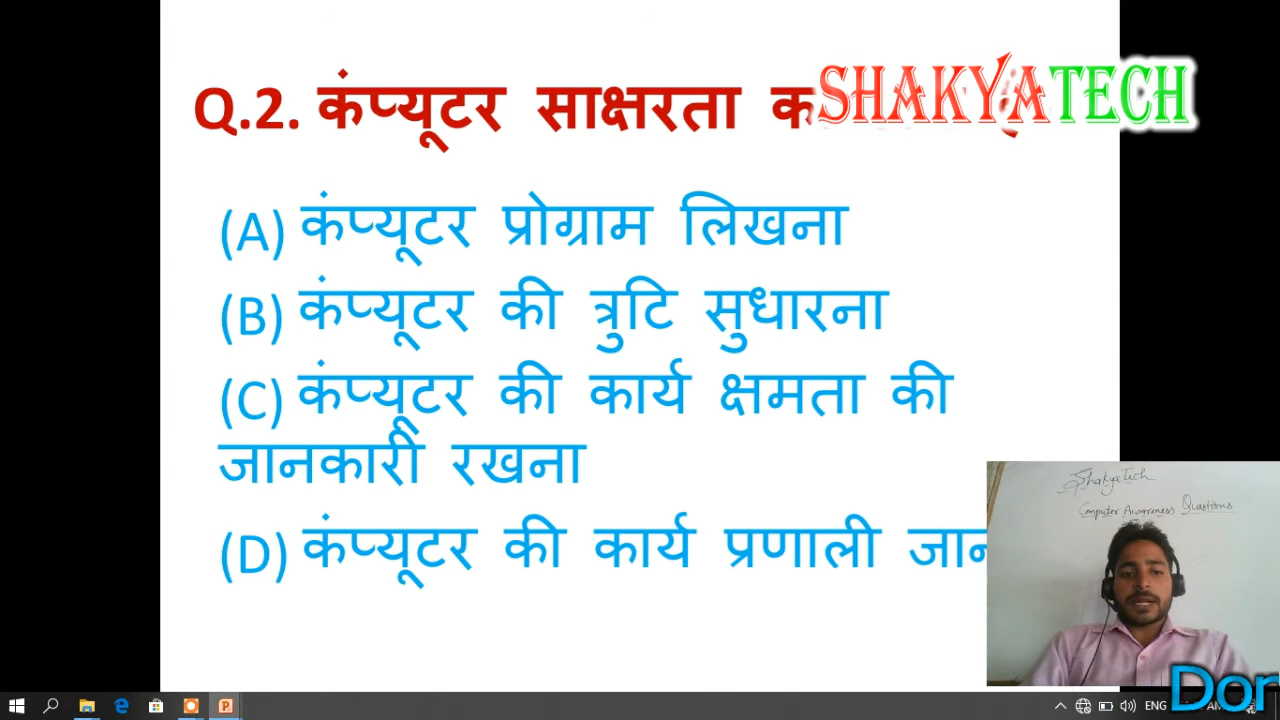 Q.2. कंप्यूटर साक्षरता
SHAKYATECH
(A) कंप्यूटर प्रोग्राम लिखना
(B) कंप्यूटर की त्रुटि सुधारना
(C) कंप्यूटर की कार्य क्षमता की
जानकारी रखना
(D) कंप्यूटर की कार्य प्रणाली
ShakyaTech
Computer Awareness Questions
Dor
ENG